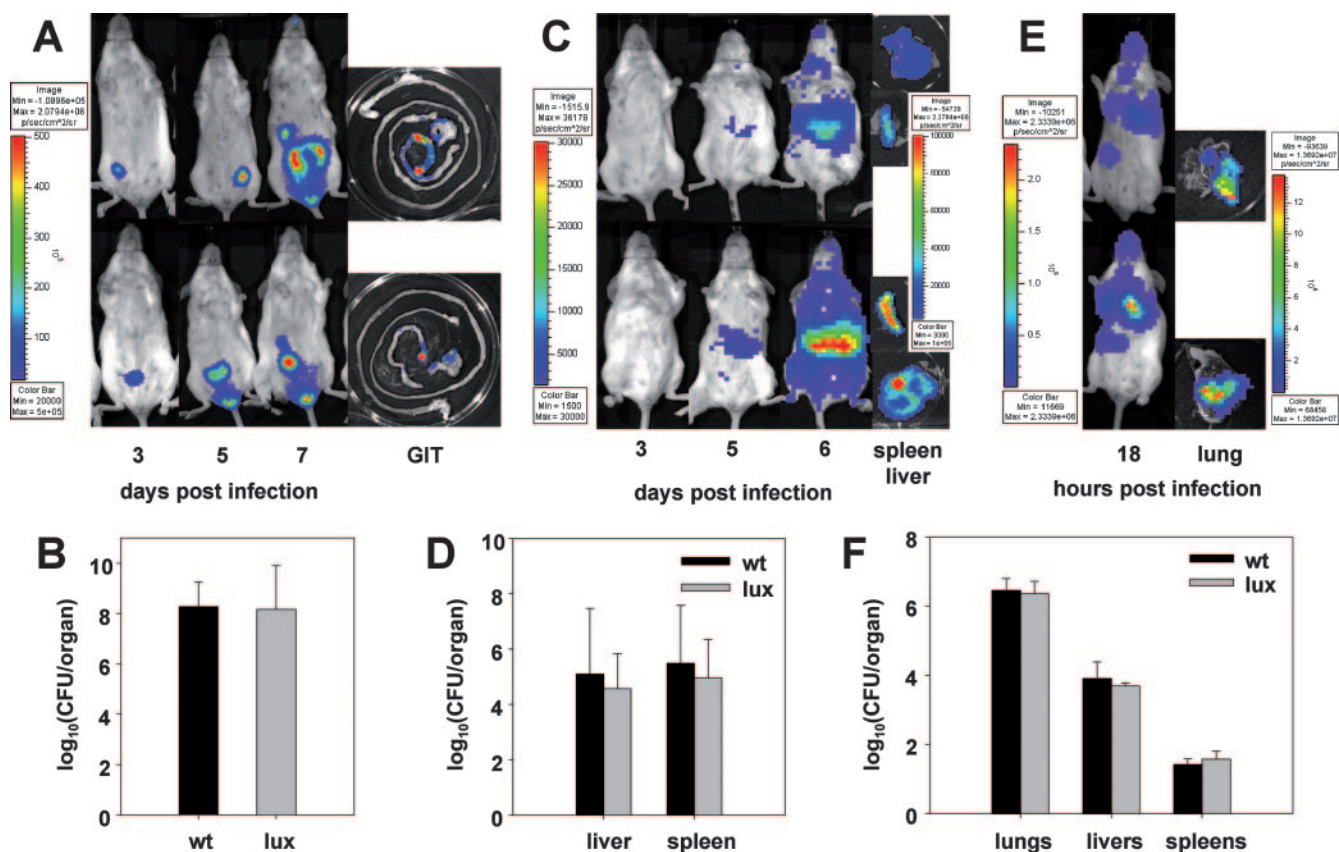 A
Image
Min = -1.0896e+05
Max = 2.0794e+06
p/sec/cm^2/sr
500
400
300
200
100
10^3
Color Bar
Min = 20000
Max = 5e+05
3 5 7 GIT
days post infection
C
Image
Min = -1515.9
Max = 36178
p/sec/cm^2/sr
30000
25000
20000
15000
10000
5000
Color Bar
Min = 1500
Max = 30000
Image
Min = -54729
Max = 2.3784e+06
p/sec/cm^2/sr
100000
80000
60000
40000
20000
Color Bar
Min = 3000
Max = 1e+05
3 5 6 spleen
liver
days post infection
E
Image
Min = -10251
Max = 2.3339e+06
p/sec/cm^2/sr
2.0
1.5
1.0
0.5
Color Bar
Min = 11669
Max = 2.3339e+06
Image
Min = -93639
Max = 1.3692e+07
p/sec/cm^2/sr
12
10
8
6
4
2
Color Bar
Min = 68458
Max = 1.3692e+07
18 lung
hours post infection
B
log10(CFU/organ)
10
8
6
4
2
0
wt lux
D
log10(CFU/organ)
10
8
6
4
2
0
wt
lux
liver spleen
F
log10(CFU/organ)
8
6
4
2
0
wt
lux
lungs livers spleens